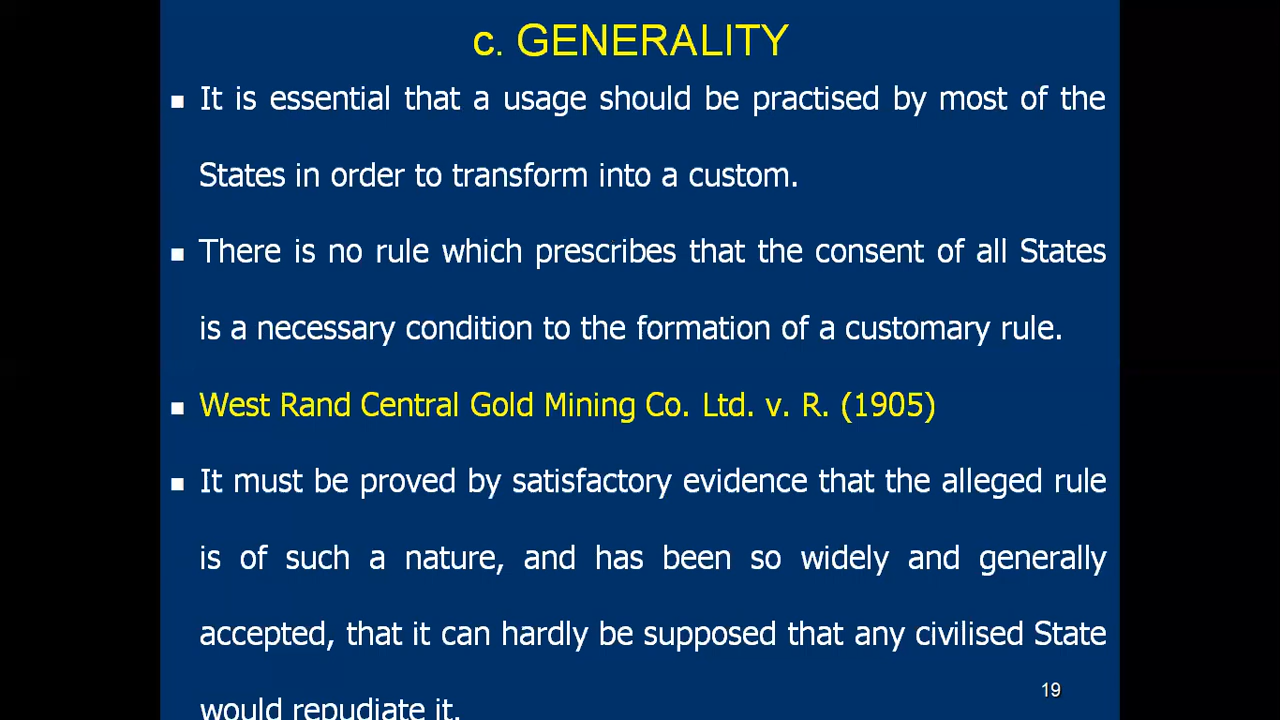 c. GENERALITY
▪ It is essential that a usage should be practised by most of the
States in order to transform into a custom.
▪ There is no rule which prescribes that the consent of all States
is a necessary condition to the formation of a customary rule.
▪ West Rand Central Gold Mining Co. Ltd. v. R. (1905)
▪ It must be proved by satisfactory evidence that the alleged rule
is of such a nature, and has been so widely and generally
accepted, that it can hardly be supposed that any civilised State
would repudiate it.
19